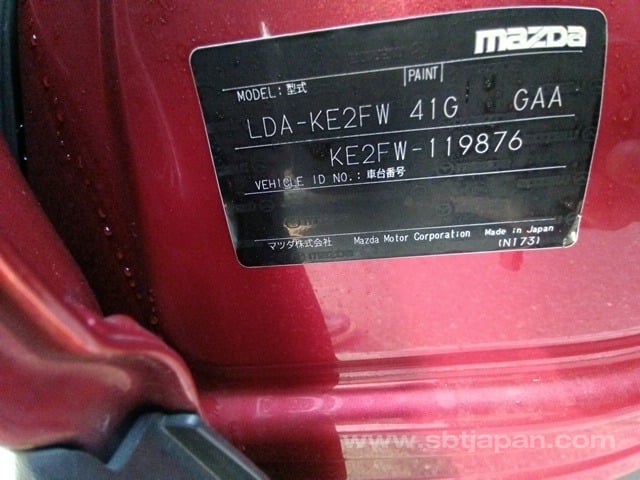 mazda
MODEL: 型式 PAINT
LDA-KE2FW 41G GAA
KE2FW-119876
VEHICLE ID NO.: 車台番号
マツダ株式会社 Mazda Motor Corporation Made in Japan
(N173)
www.sbtjapan.com